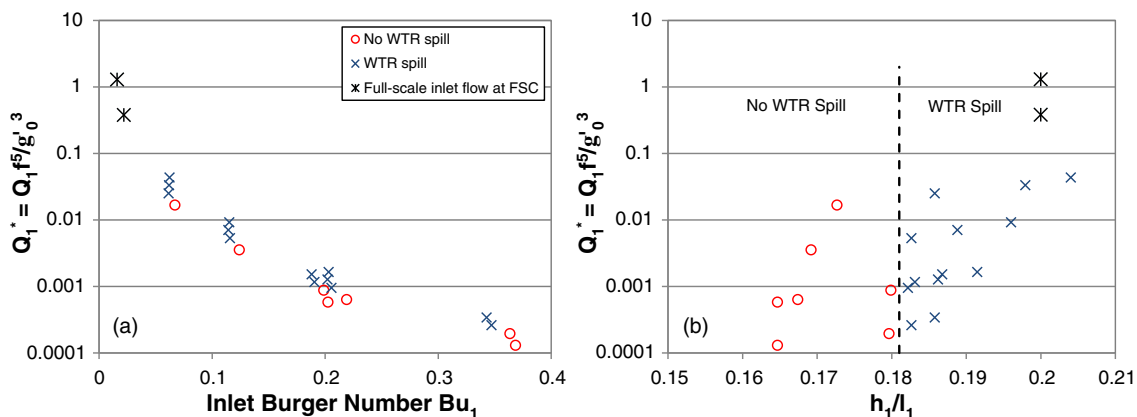 10
1
0.1
0.01
0.001
0.0001
Q₁* = Q₁f⁵/g'₀³
No WTR spill
WTR spill
Full-scale inlet flow at FSC
(a)
0
0.1
0.2
0.3
0.4
Inlet Burger Number Bu₁
10
1
0.1
0.01
0.001
0.0001
Q₁* = Q₁f⁵/g'₀³
No WTR Spill
WTR Spill
(b)
0.15
0.16
0.17
0.18
0.19
0.2
0.21
h₁/l₁